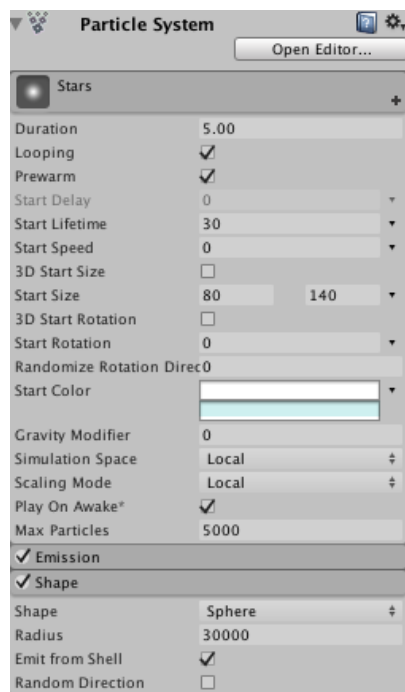 Particle System
Open Editor...
Stars
Duration 5.00
Looping
Prewarm
Start Delay 0
Start Lifetime 30
Start Speed 0
3D Start Size
Start Size 80 140
3D Start Rotation
Start Rotation 0
Randomize Rotation Direc0
Start Color
Gravity Modifier 0
Simulation Space Local
Scaling Mode Local
Play On Awake*
Max Particles 5000
Emission
Shape
Shape Sphere
Radius 30000
Emit from Shell
Random Direction